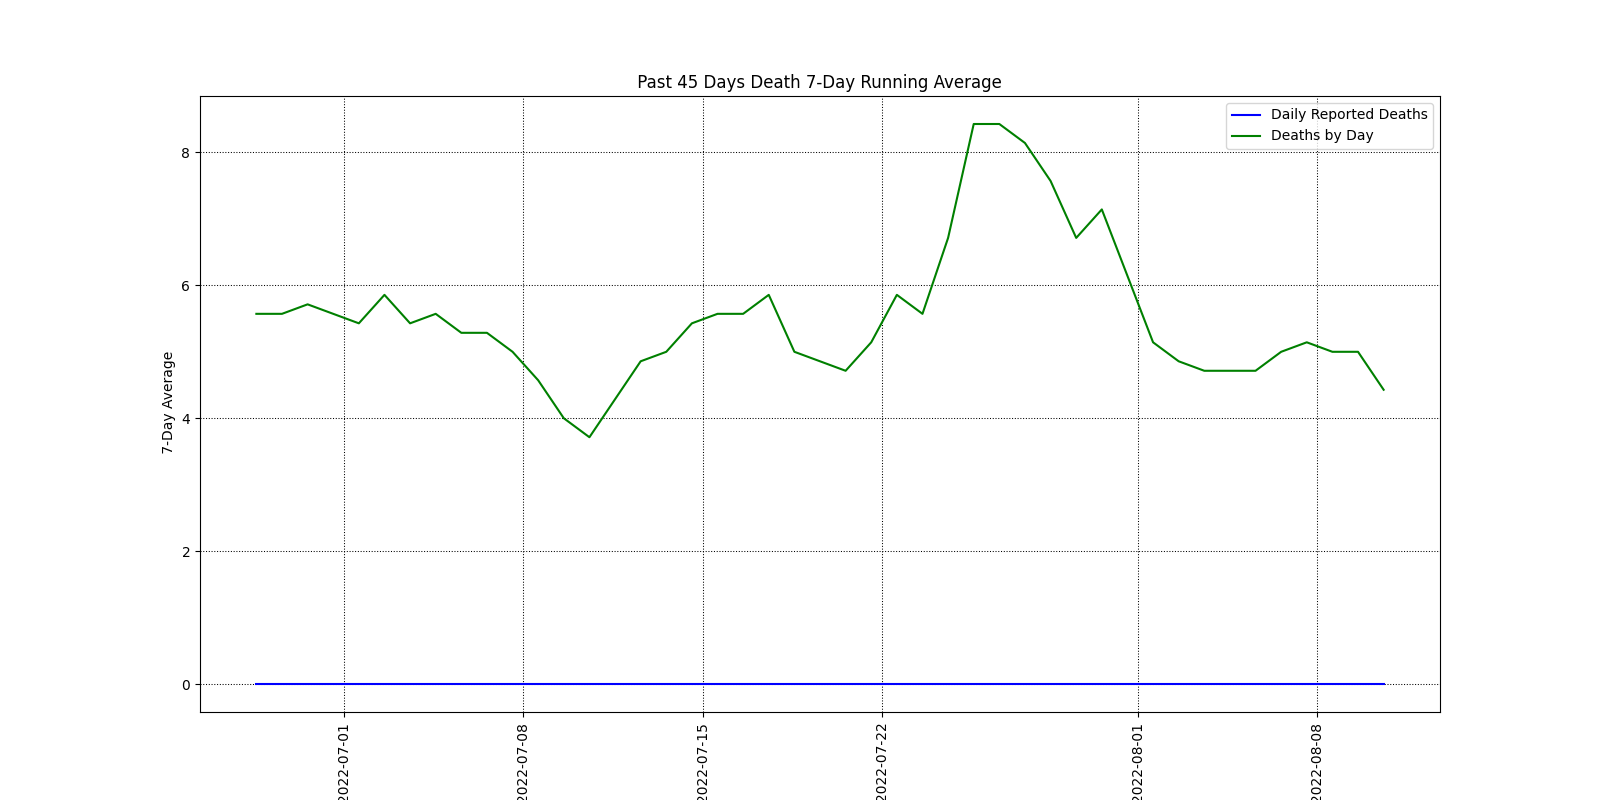 Past 45 Days Death 7-Day Running Average
Daily Reported Deaths
Deaths by Day
7-Day Average
8
6
4
2
0
2022-07-01
2022-07-08
2022-07-15
2022-07-22
2022-08-01
2022-08-08